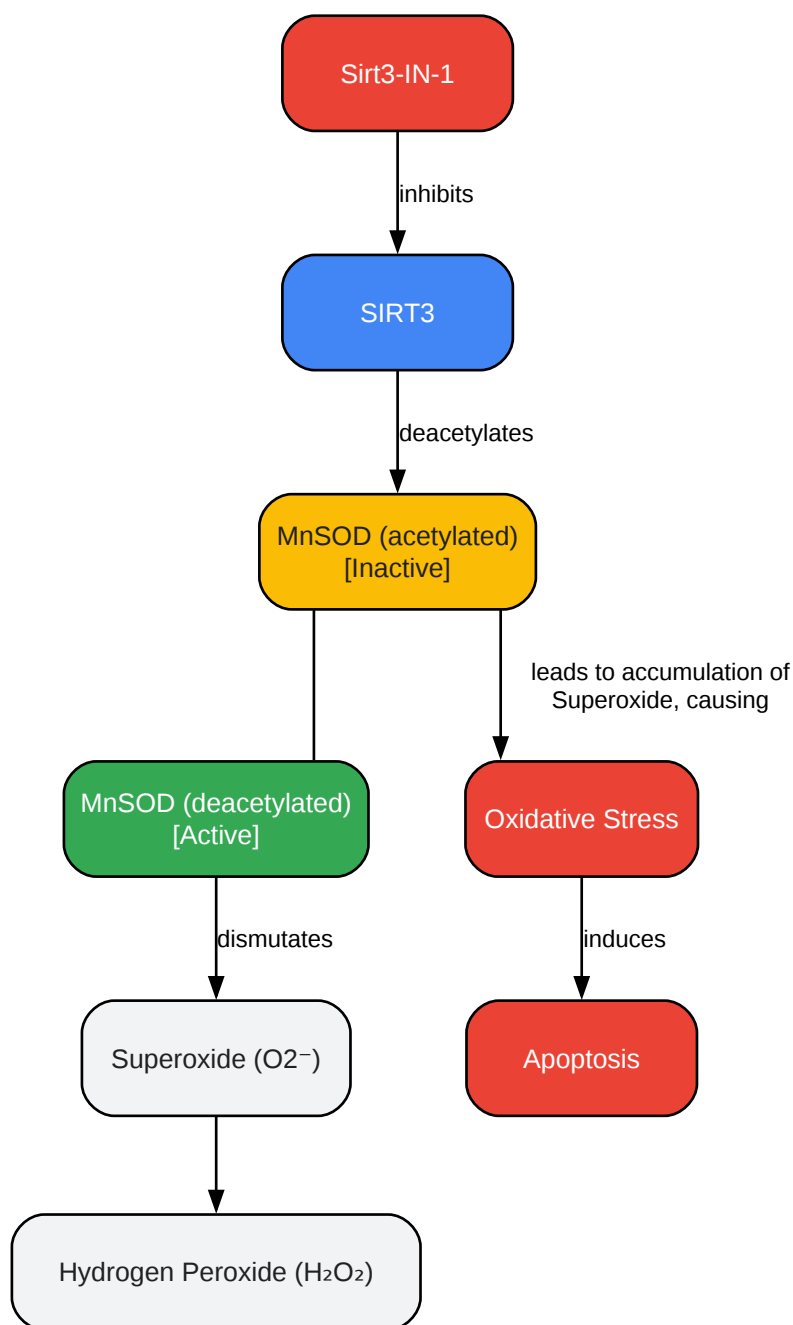 Sirt3-IN-1
inhibits
SIRT3
deacetylates
MnSOD (acetylated)
[Inactive]
leads to accumulation of
Superoxide, causing
MnSOD (deacetylated)
[Active]
Oxidative Stress
dismutates
induces
Superoxide (O2⁻)
Apoptosis
Hydrogen Peroxide (H₂O₂)